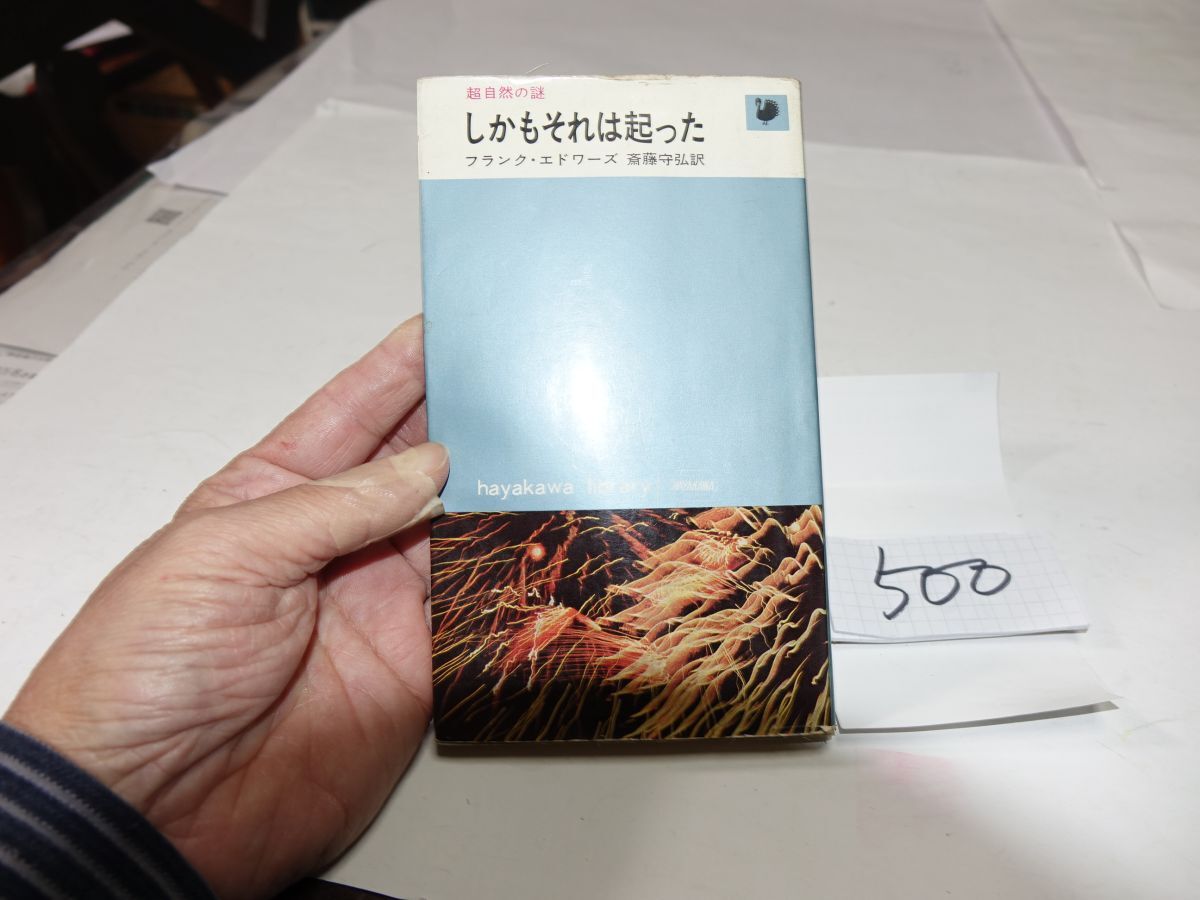 超自然の謎
しかもそれは起った
フランク・エドワーズ 斎藤守弘訳
hayakawa library
HAYAKAWA
500